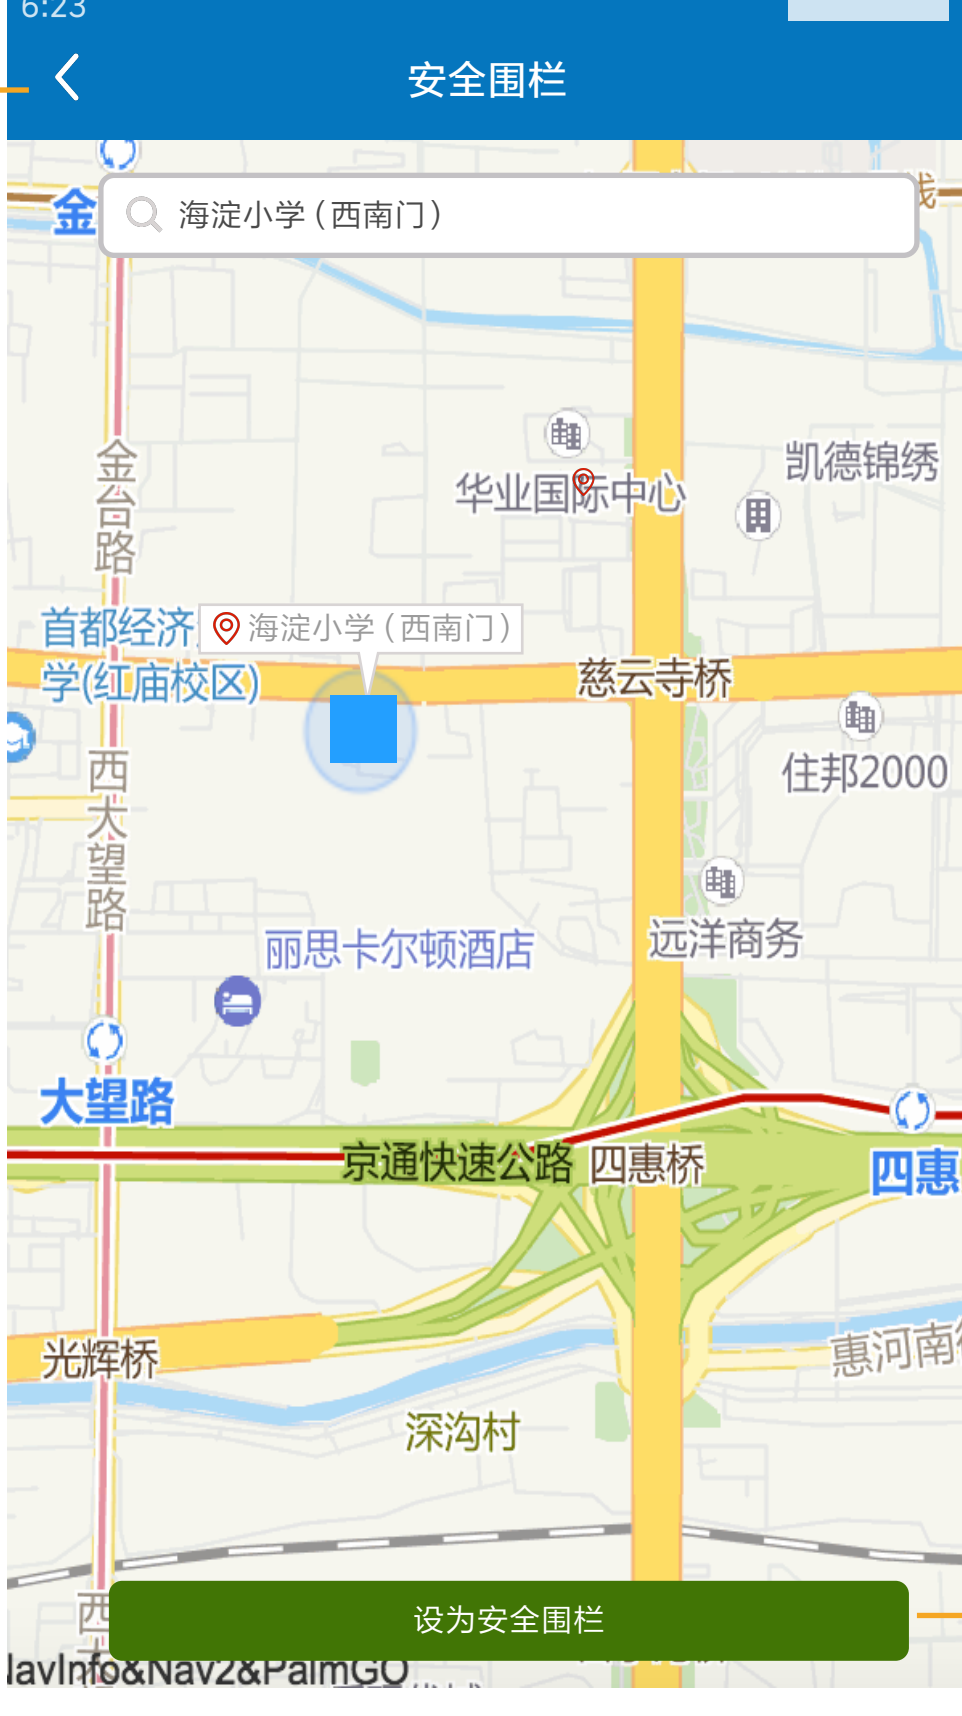 6:23
安全围栏
金
海淀小学（西南门）
线
金台路
华业国际中心
凯德锦绣
首都经济
学(红庙校区)
海淀小学（西南门）
慈云寺桥
西大望路
住邦2000
丽思卡尔顿酒店
远洋商务
大望路
京通快速公路
四惠桥
四惠
光辉桥
惠河南
深沟村
设为安全围栏
西
avInfo&Nav2&PalmGO